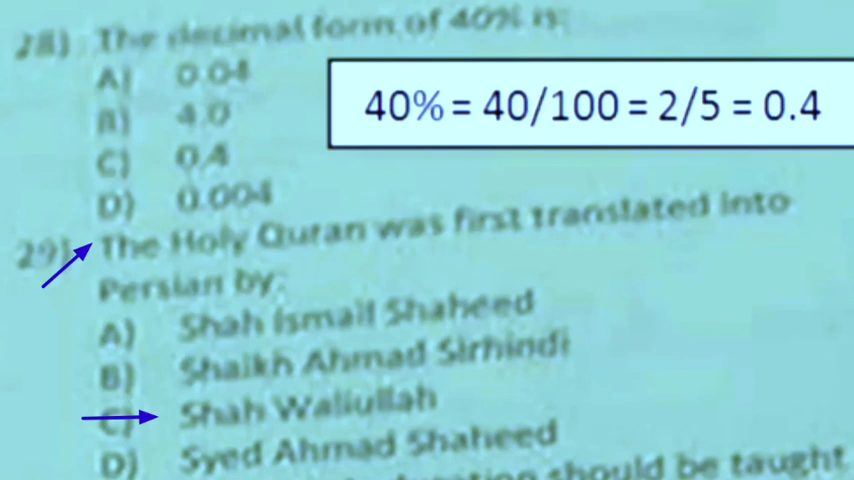 28) The decimal form of 40% is:
A) 0.04
B) 4.0
C) 0.4
D) 0.004
40% = 40/100 = 2/5 = 0.4
29) The Holy Quran was first translated into
Persian by:
A) Shah Ismail Shaheed
B) Shaikh Ahmad Sirhindi
C) Shah Waliullah
D) Syed Ahmad Shaheed
should be taught